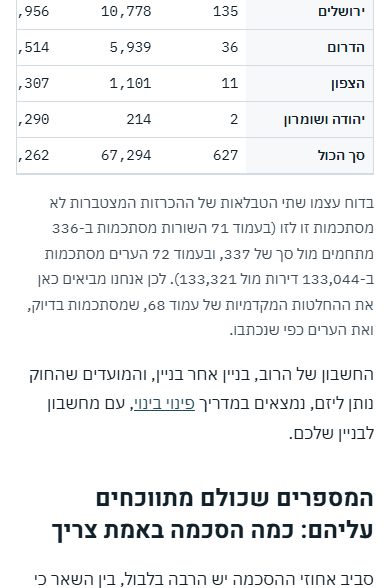 ירושלים 135 10,778 ,956
הדרום 36 5,939 ,514
הצפון 11 1,101 ,307
יהודה ושומרון 2 214 ,290
סך הכול 627 67,294 ,262
בדוח עצמו שתי הטבלאות של ההכרזות המצטברות לא
מסתכמות זו לזו (בעמוד 71 השורות מסתכמות ב-336
מתחמים מול סך של 337, ובעמוד 72 הערים מסתכמות
ב-133,044 דירות מול 133,321). לכן אנחנו מביאים כאן
את ההחלטות המקדמיות של עמוד 68, שמסתכמות בדיוק,
ואת הערים כפי שנכתבו.
החשבון של הרוב, בניין אחר בניין, והמועדים שהחוק
נותן ליזם, נמצאים במדריך פינוי בינוי, עם מחשבון
לבניין שלכם.
המספרים שכולם מתווכחים
עליהם: כמה הסכמה באמת צריך
סביב אחוזי ההסכמה יש הרבה בלבול, בין השאר כי